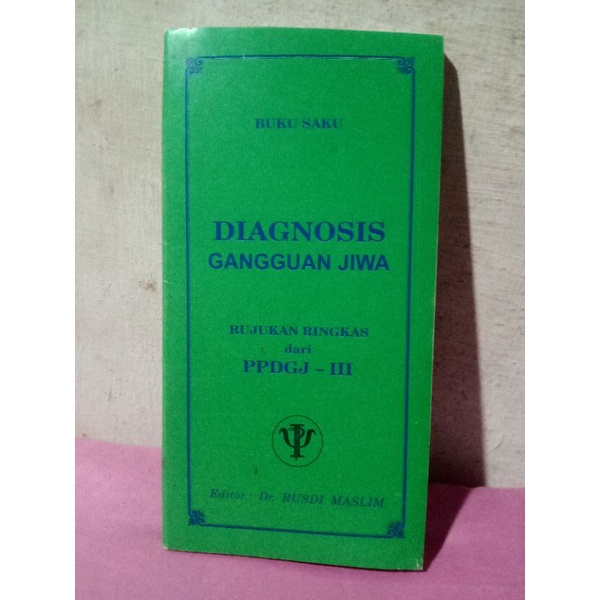 BUKU SAKU
DIAGNOSIS
GANGGUAN JIWA
RUJUKAN RINGKAS
dari
PPDGJ – III
Editor : Dr. RUSDI MASLIM